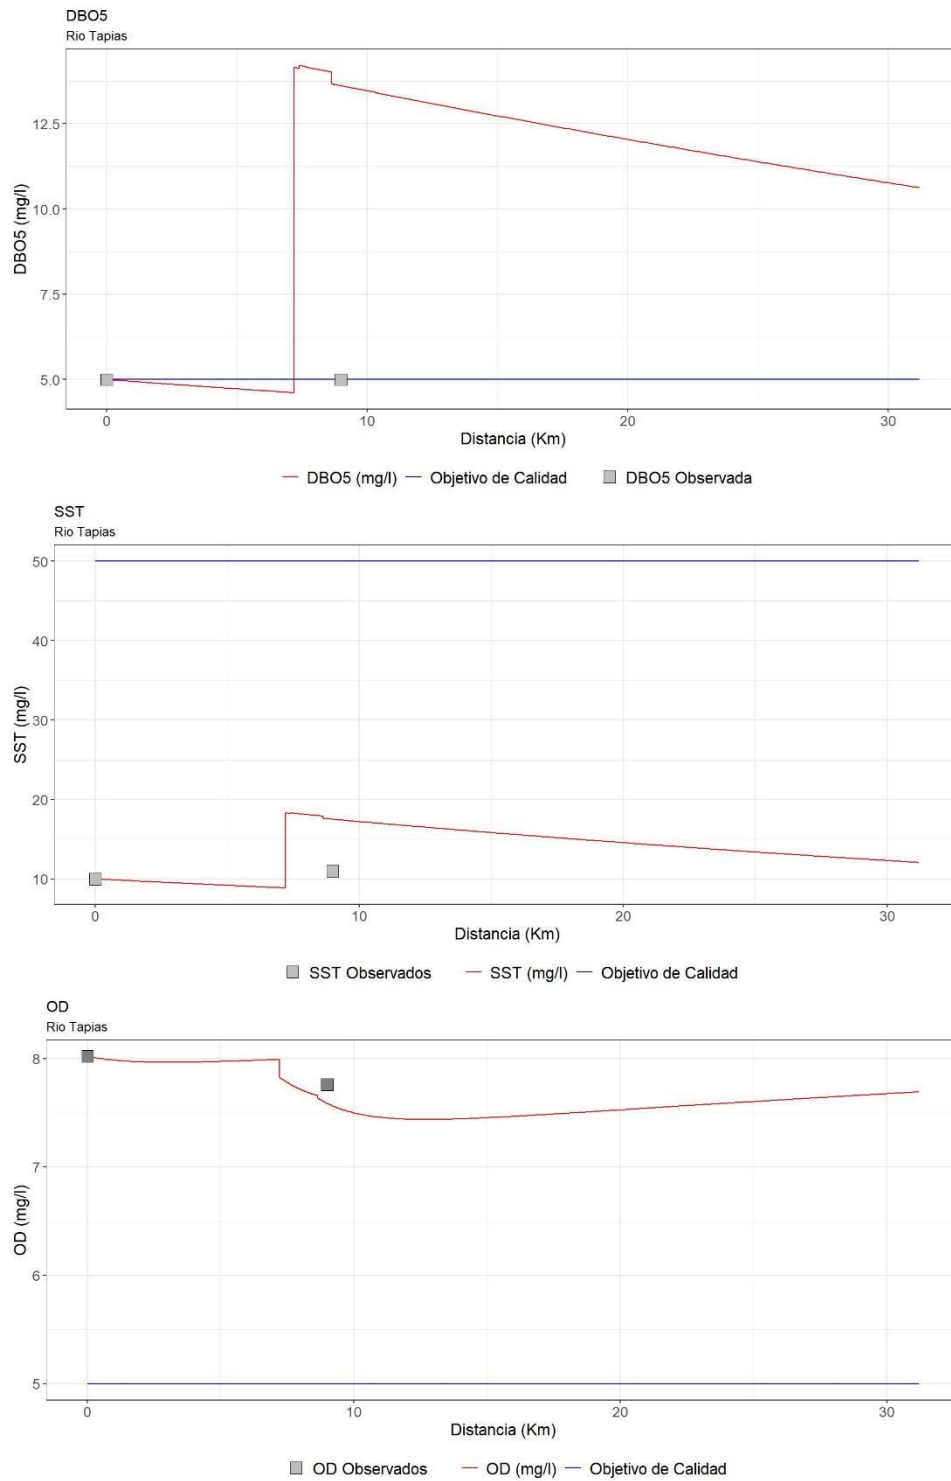 DBO5
Rio Tapias
12.5
10.0
7.5
5.0
DBO5 (mg/l)
0 10 20 30
Distancia (Km)
DBO5 (mg/l) Objetivo de Calidad DBO5 Observada
SST
Rio Tapias
50
40
30
20
10
SST (mg/l)
0 10 20 30
Distancia (Km)
SST Observados SST (mg/l) Objetivo de Calidad
OD
Rio Tapias
8
7
6
5
OD (mg/l)
0 10 20 30
Distancia (Km)
OD Observados OD (mg/l) Objetivo de Calidad